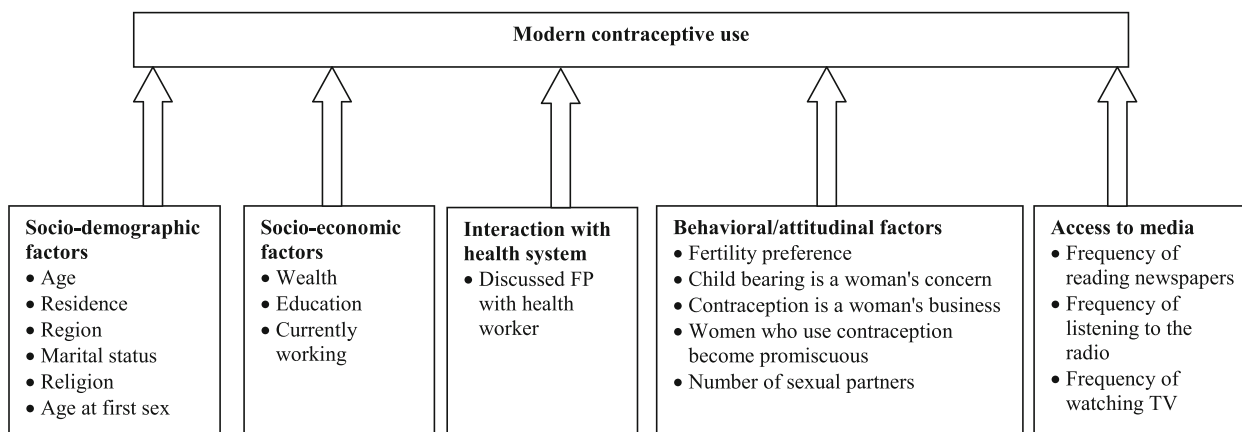 Modern contraceptive use
Socio-demographic
factors
• Age
• Residence
• Region
• Marital status
• Religion
• Age at first sex
Socio-economic
factors
• Wealth
• Education
• Currently
working
Interaction with
health system
• Discussed FP
with health
worker
Behavioral/attitudinal factors
• Fertility preference
• Child bearing is a woman's concern
• Contraception is a woman's business
• Women who use contraception
become promiscuous
• Number of sexual partners
Access to media
• Frequency of
reading newspapers
• Frequency of
listening to the
radio
• Frequency of
watching TV